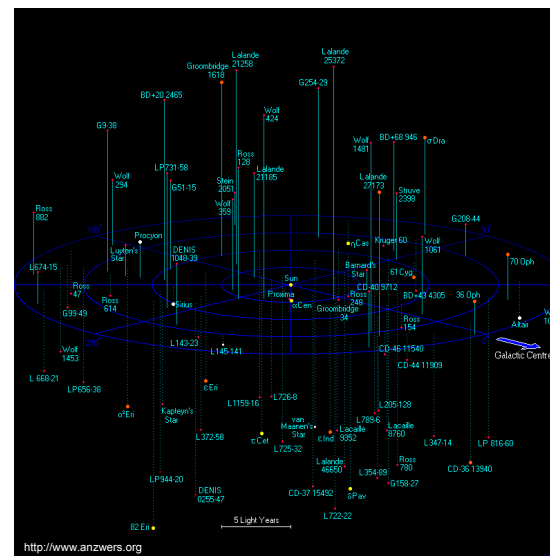 Lalande
21258
Lalande
25372
Groombridge
1618
G254-29
BD+20 2465
Wolf
424
G9-38
Wolf
1481
BD+68 946
σDra
Ross
128
LP731-58
G51-15
Lalande
21185
Lalande
27173
Wolf
294
Stein
2051
Struve
2398
Wolf
359
Ross
882
G208-44
Procyon
Luyten's
Star
DENIS
1048-39
ηCas
Kruger 60
Wolf
1061
70 Oph
L674-15
Sun
Barnard's
Star
61 Cyg
CD-40 9712
Ross
47
Ross
614
Proxima
αCen
Ross
248
BD+43 4305
36 Oph
G99-49
Sirius
Groombridge
34
Ross
154
Altair
Wolf
L143-23
L145-141
CD-46 11540
CD-44 11909
Galactic Centre
Wolf
1453
L 668-21
LP656-38
εEri
L1159-16
L726-8
L205-128
L789-6
ο²Eri
Kapteyn's
Star
L372-58
τCet
van
Maanen's
Star
L725-32
εInd
Lacaille
9352
Lacaille
8760
L347-14
LP 816-60
LP944-20
DENIS
0255-47
Lalande
46650
CD-37 15492
L354-89
Ross
780
G158-27
CD-36 13940
δPav
L722-22
82 Eri
5 Light Years
http://www.anzwers.org